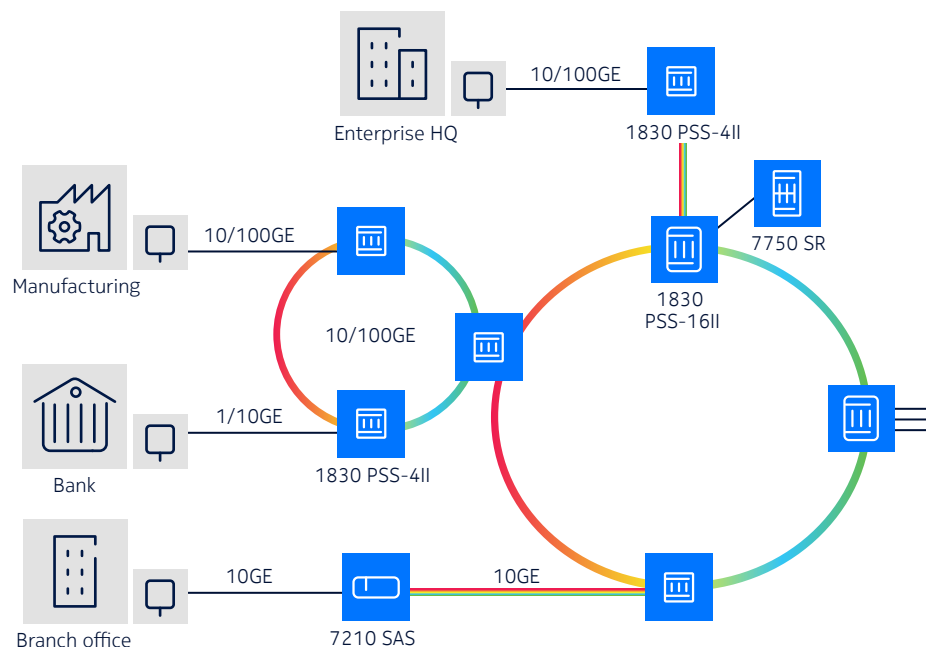 10/100GE
Enterprise HQ
1830 PSS-4II
10/100GE
7750 SR
Manufacturing
1830
PSS-16II
10/100GE
1/10GE
1830 PSS-4II
Bank
10GE
10GE
Branch office
7210 SAS